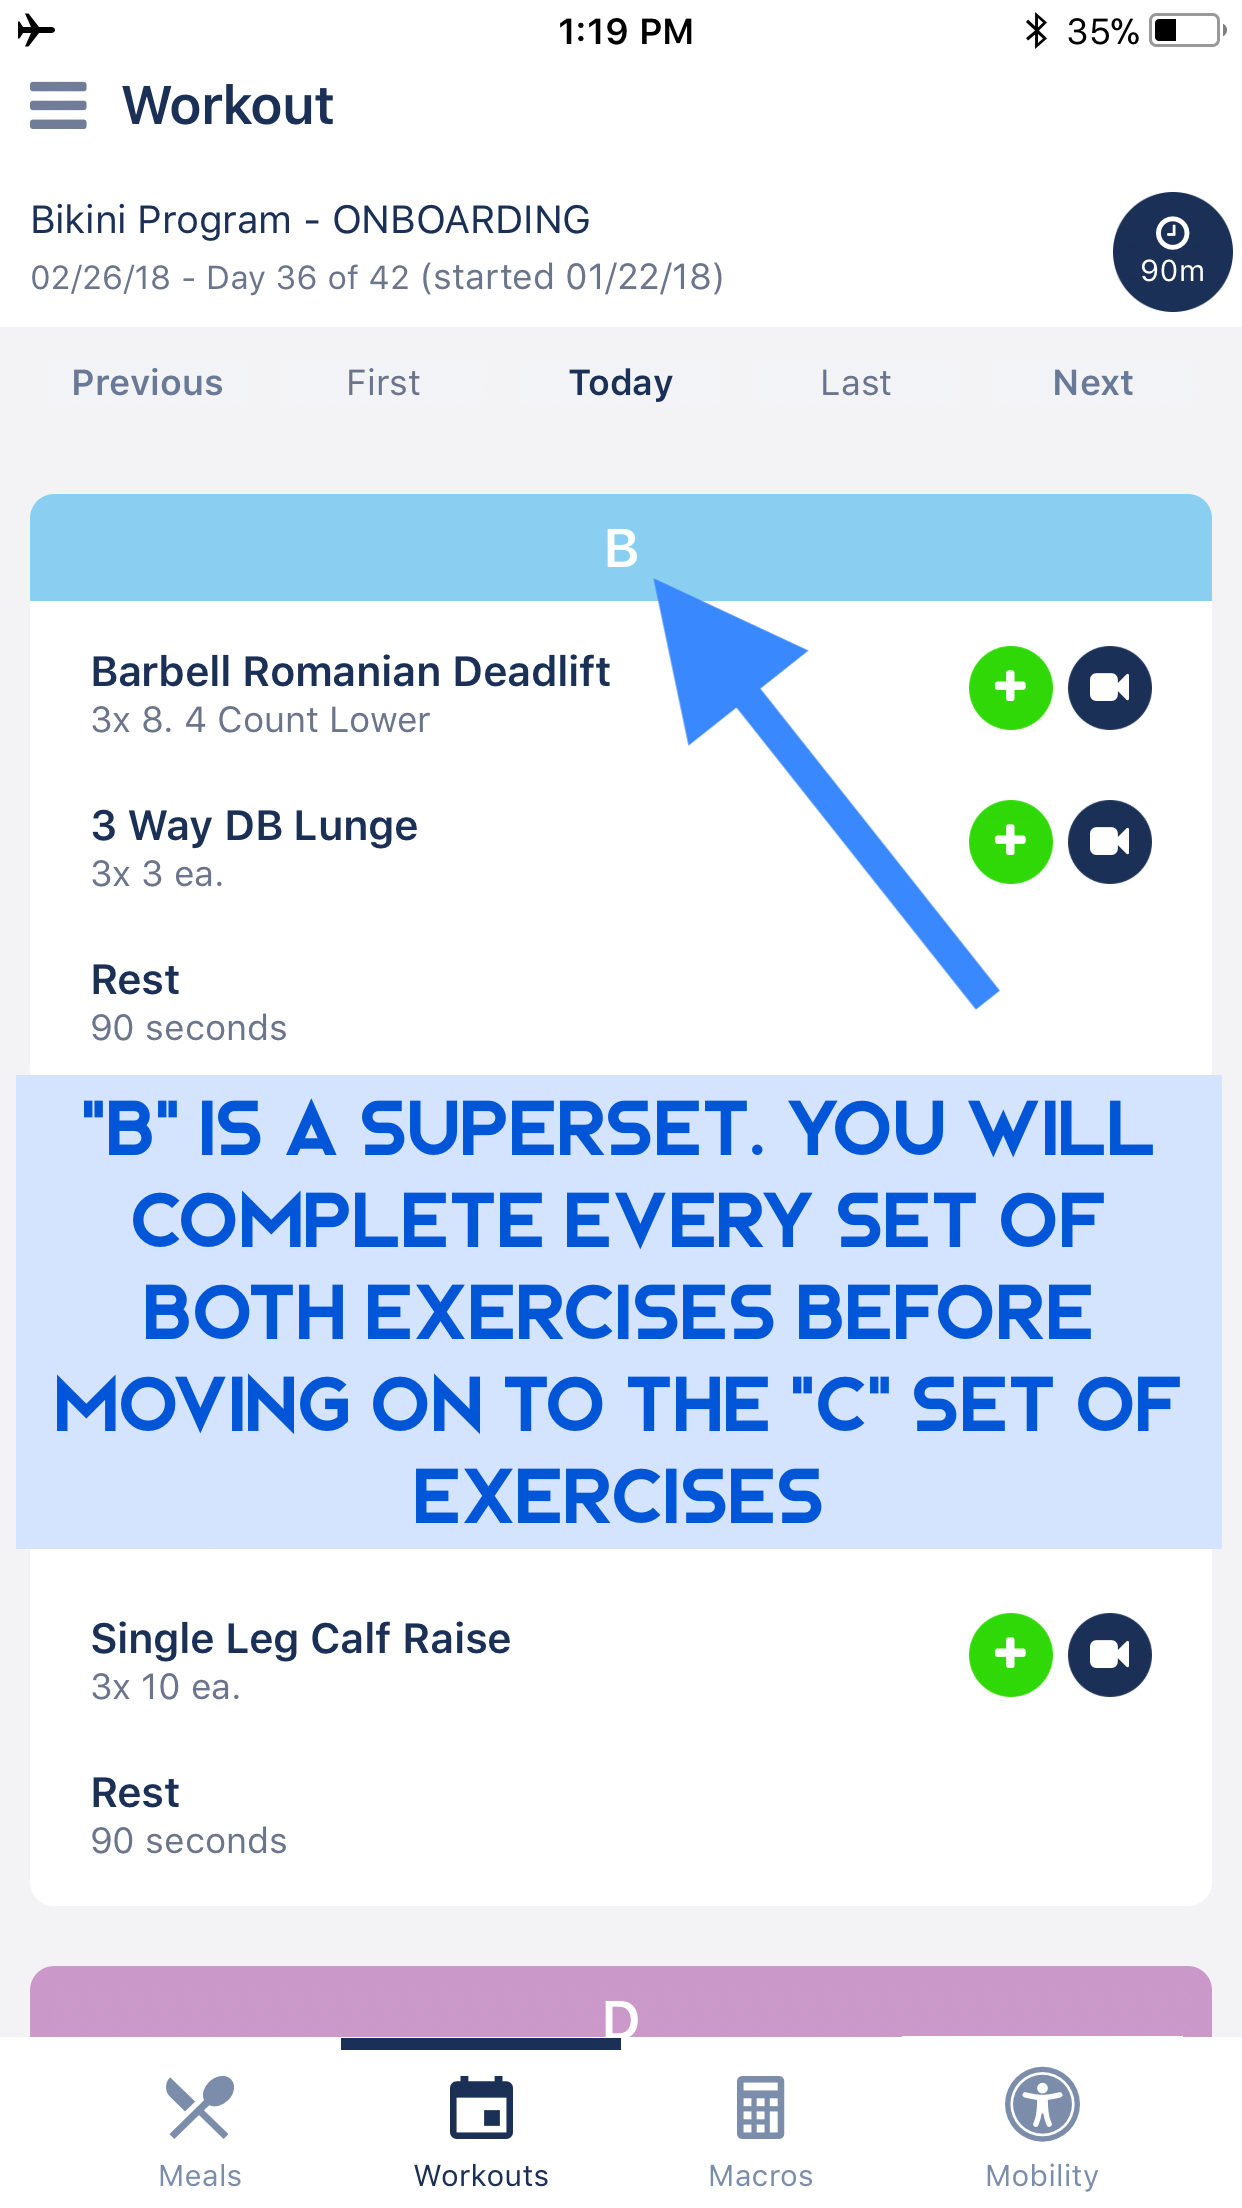 1:19 PM
35%
Workout
Bikini Program - ONBOARDING
02/26/18 - Day 36 of 42 (started 01/22/18)
90m
Previous First Today Last Next
B
Barbell Romanian Deadlift
3x 8. 4 Count Lower
3 Way DB Lunge
3x 3 ea.
Rest
90 seconds
"B" IS A SUPERSET. YOU WILL
COMPLETE EVERY SET OF
BOTH EXERCISES BEFORE
MOVING ON TO THE "C" SET OF
EXERCISES
Single Leg Calf Raise
3x 10 ea.
Rest
90 seconds
D
Meals Workouts Macros Mobility